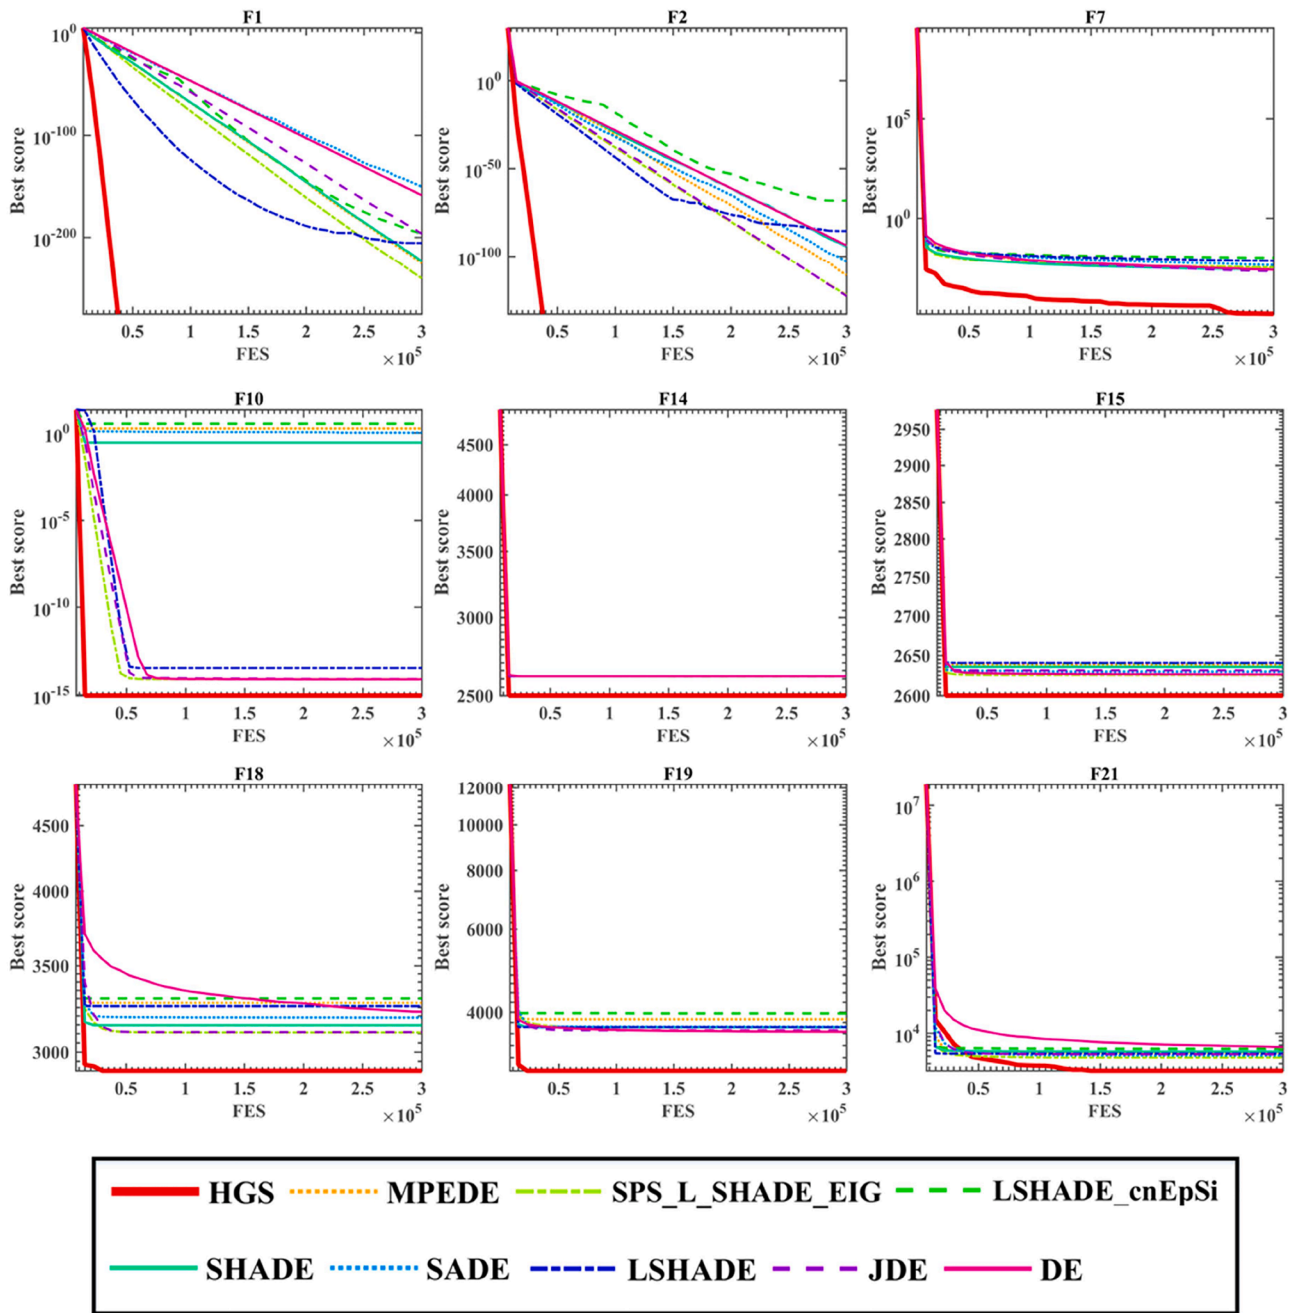 F1
Best score
10^0
10^-100
10^-200
0.5 1 1.5 2 2.5 3
FES
×10^5
F2
Best score
10^0
10^-50
10^-100
0.5 1 1.5 2 2.5 3
FES
×10^5
F7
Best score
10^5
10^0
0.5 1 1.5 2 2.5 3
FES
×10^5
F10
Best score
10^0
10^-5
10^-10
10^-15
0.5 1 1.5 2 2.5 3
FES
×10^5
F14
Best score
4500
4000
3500
3000
2500
0.5 1 1.5 2 2.5 3
FES
×10^5
F15
Best score
2950
2900
2850
2800
2750
2700
2650
2600
0.5 1 1.5 2 2.5 3
FES
×10^5
F18
Best score
4500
4000
3500
3000
0.5 1 1.5 2 2.5 3
FES
×10^5
F19
Best score
12000
10000
8000
6000
4000
0.5 1 1.5 2 2.5 3
FES
×10^5
F21
Best score
10^7
10^6
10^5
10^4
0.5 1 1.5 2 2.5 3
FES
×10^5
HGS MPEDE SPS_L_SHADE_EIG LSHADE_cnEpSi
SHADE SADE LSHADE JDE DE